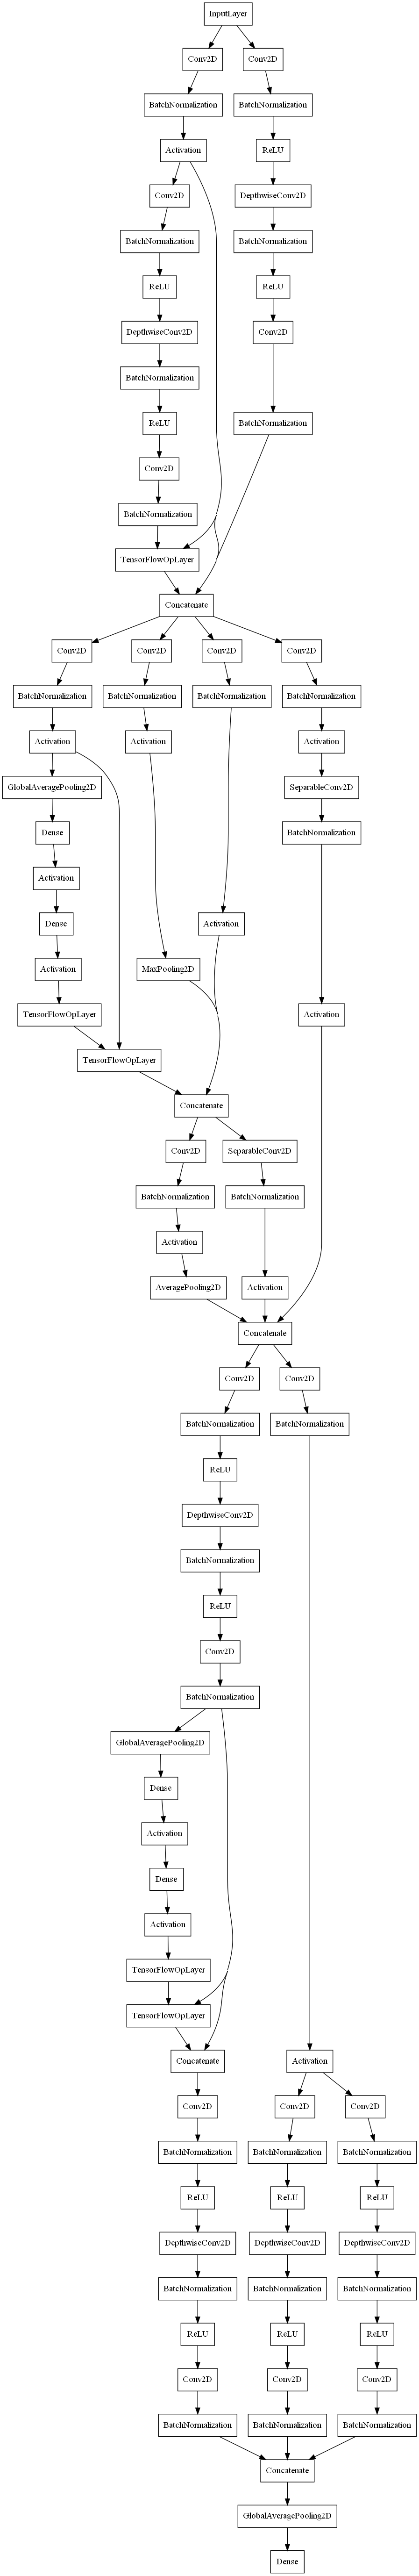 InputLayer
Conv2D
Conv2D
BatchNormalization
BatchNormalization
Activation
ReLU
Conv2D
DepthwiseConv2D
BatchNormalization
BatchNormalization
ReLU
ReLU
DepthwiseConv2D
Conv2D
BatchNormalization
ReLU
BatchNormalization
Conv2D
BatchNormalization
TensorFlowOpLayer
Concatenate
Conv2D
Conv2D
Conv2D
Conv2D
BatchNormalization
BatchNormalization
BatchNormalization
BatchNormalization
Activation
Activation
Activation
GlobalAveragePooling2D
SeparableConv2D
Dense
BatchNormalization
Activation
Dense
Activation
Activation
MaxPooling2D
TensorFlowOpLayer
Activation
TensorFlowOpLayer
Concatenate
Conv2D
SeparableConv2D
BatchNormalization
BatchNormalization
Activation
AveragePooling2D
Activation
Concatenate
Conv2D
Conv2D
BatchNormalization
BatchNormalization
ReLU
DepthwiseConv2D
BatchNormalization
ReLU
Conv2D
BatchNormalization
GlobalAveragePooling2D
Dense
Activation
Dense
Activation
TensorFlowOpLayer
TensorFlowOpLayer
Concatenate
Activation
Conv2D
Conv2D
Conv2D
BatchNormalization
BatchNormalization
BatchNormalization
ReLU
ReLU
ReLU
DepthwiseConv2D
DepthwiseConv2D
DepthwiseConv2D
BatchNormalization
BatchNormalization
BatchNormalization
ReLU
ReLU
ReLU
Conv2D
Conv2D
Conv2D
BatchNormalization
BatchNormalization
BatchNormalization
Concatenate
GlobalAveragePooling2D
Dense